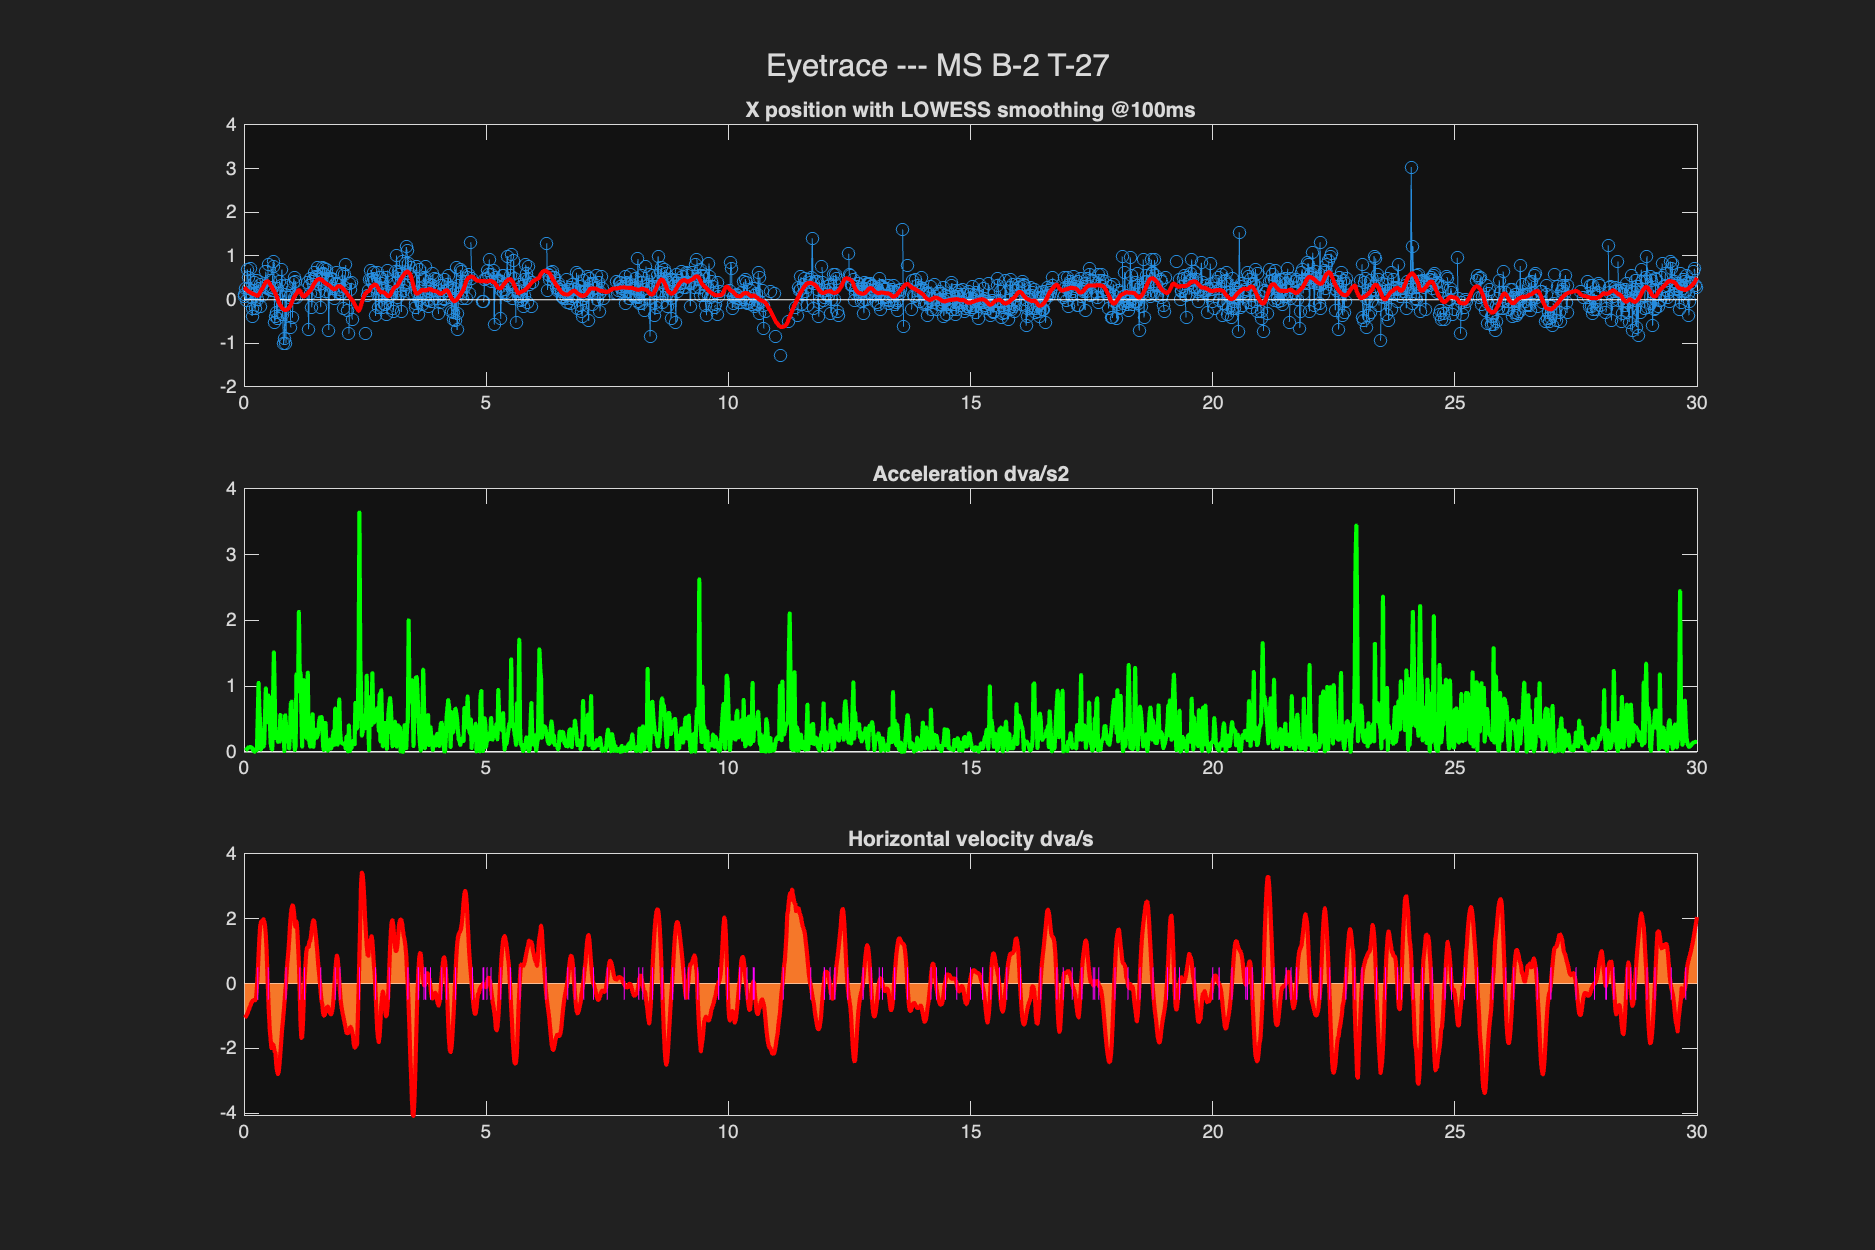 Eyetrace --- MS B-2 T-27
X position with LOWESS smoothing @100ms
4
3
2
1
0
-1
-2
0 5 10 15 20 25 30
Acceleration dva/s2
4
3
2
1
0
0 5 10 15 20 25 30
Horizontal velocity dva/s
4
2
0
-2
-4
0 5 10 15 20 25 30